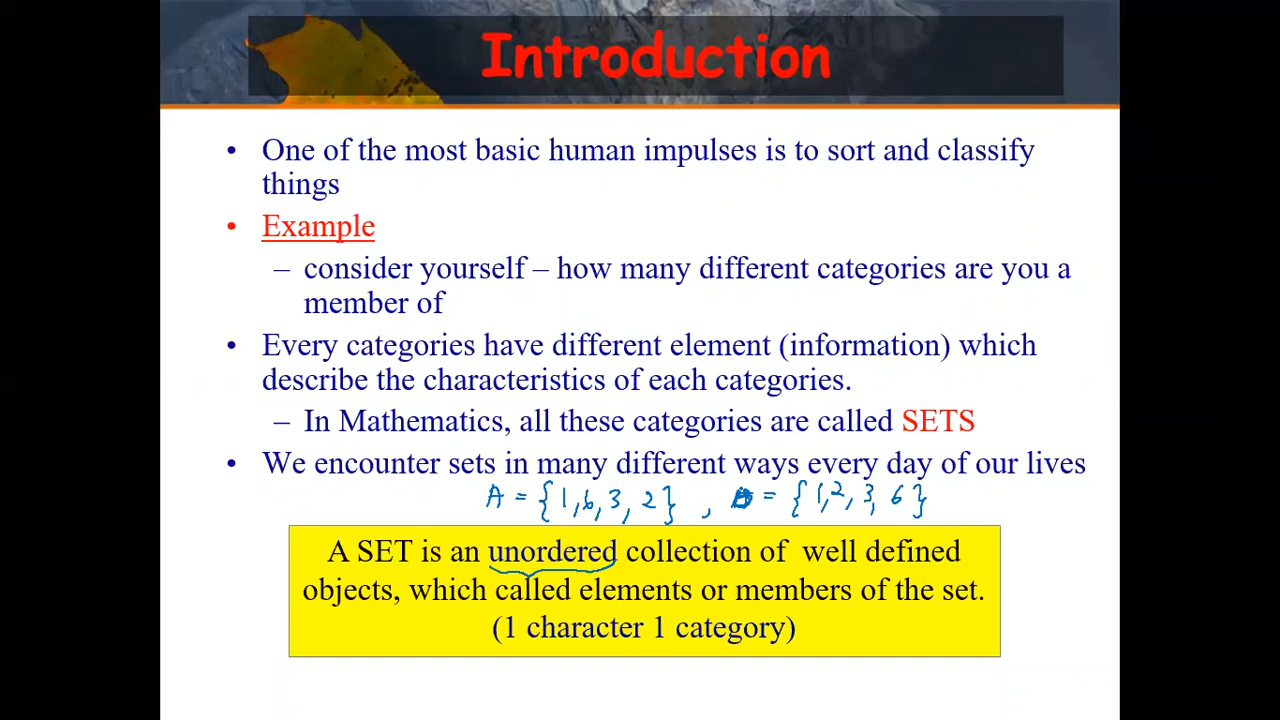 Introduction
• One of the most basic human impulses is to sort and classify
things
• Example
– consider yourself – how many different categories are you a
member of
• Every categories have different element (information) which
describe the characteristics of each categories.
– In Mathematics, all these categories are called SETS
• We encounter sets in many different ways every day of our lives
A = {1,6,3,2} , B = {1,2,3,6}
A SET is an unordered collection of well defined
objects, which called elements or members of the set.
(1 character 1 category)